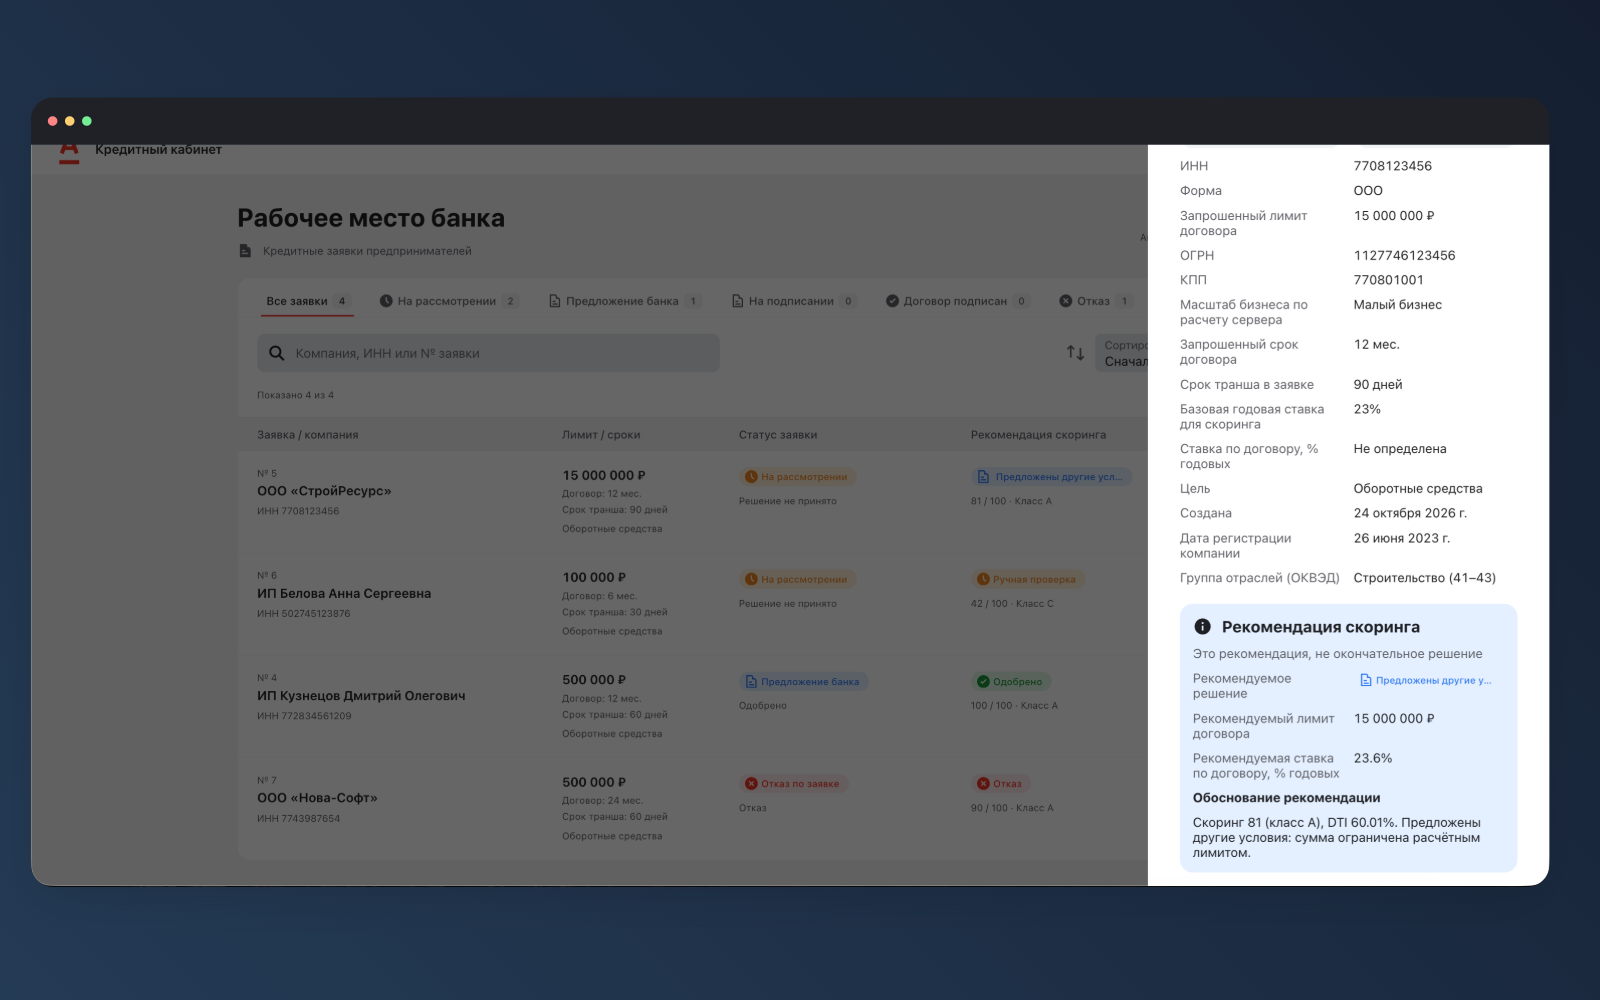 Кредитный кабинет
Рабочее место банка
Кредитные заявки предпринимателей
Все заявки 4
На рассмотрении 2
Предложение банка 1
На подписании 0
Договор подписан 0
Отказ 1
Компания, ИНН или № заявки
Показано 4 из 4
Заявка / компания
Лимит / сроки
Статус заявки
Рекомендация скоринга
№ 5
ООО «СтройРесурс»
ИНН 7708123456
15 000 000 ₽
Договор: 12 мес.
Срок транша: 90 дней
Оборотные средства
На рассмотрении
Решение не принято
Предложены другие усл...
81 / 100 · Класс A
№ 6
ИП Белова Анна Сергеевна
ИНН 502745123876
100 000 ₽
Договор: 6 мес.
Срок транша: 30 дней
Оборотные средства
На рассмотрении
Решение не принято
Ручная проверка
42 / 100 · Класс C
№ 4
ИП Кузнецов Дмитрий Олегович
ИНН 772834561209
500 000 ₽
Договор: 12 мес.
Срок транша: 60 дней
Оборотные средства
Предложение банка
Одобрено
Одобрено
100 / 100 · Класс A
№ 7
ООО «Нова-Софт»
ИНН 7743987654
500 000 ₽
Договор: 24 мес.
Срок транша: 60 дней
Оборотные средства
Отказ по заявке
Отказ
Отказ
90 / 100 · Класс A
ИНН 7708123456
Форма ООО
Запрошенный лимит 15 000 000 ₽
договора
ОГРН 1127746123456
КПП 770801001
Масштаб бизнеса по Малый бизнес
расчету сервера
Запрошенный срок 12 мес.
договора
Срок транша в заявке 90 дней
Базовая годовая ставка 23%
для скоринга
Ставка по договору, % Не определена
годовых
Цель Оборотные средства
Создана 24 октября 2026 г.
Дата регистрации 26 июня 2023 г.
компании
Группа отраслей (ОКВЭД) Строительство (41–43)
Рекомендация скоринга
Это рекомендация, не окончательное решение
Рекомендуемое Предложены другие у...
решение
Рекомендуемый лимит 15 000 000 ₽
договора
Рекомендуемая ставка 23.6%
по договору, % годовых
Обоснование рекомендации
Скоринг 81 (класс A), DTI 60.01%. Предложены
другие условия: сумма ограничена расчётным
лимитом.